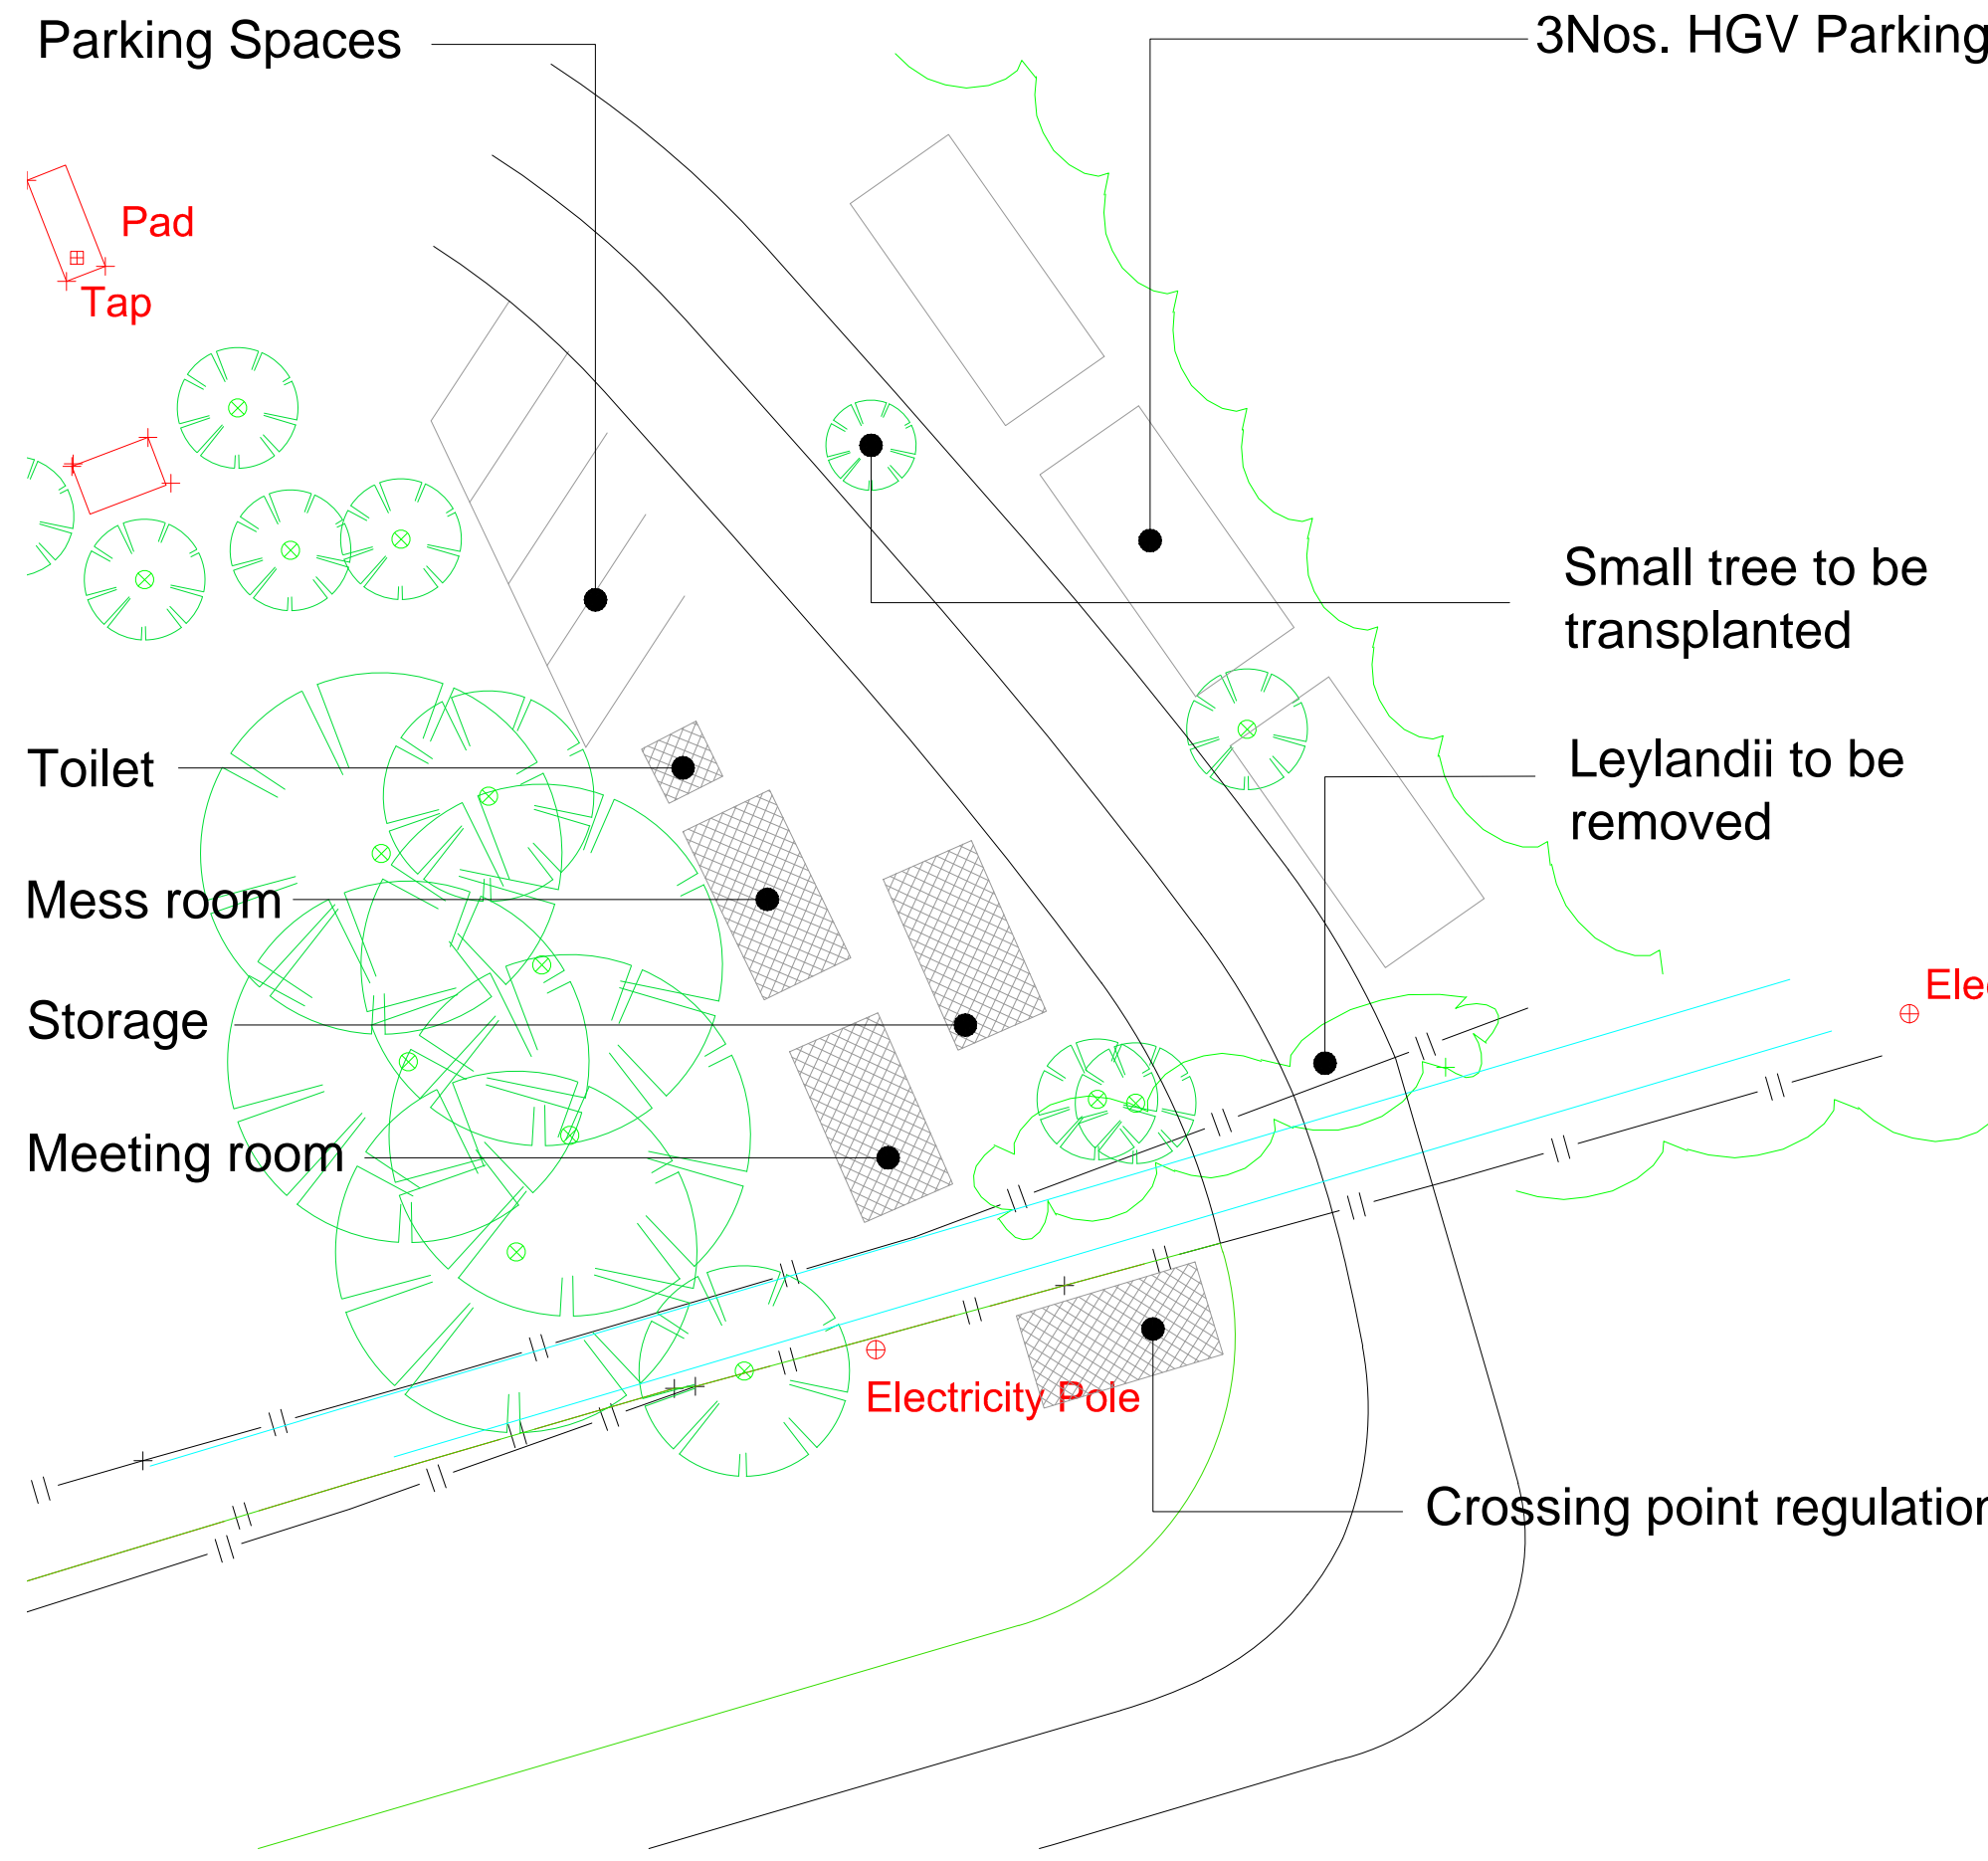 Parking Spaces
3Nos. HGV Parking
Pad
Tap
Small tree to be
transplanted
Toilet
Leylandii to be
removed
Mess room
Storage
Meeting room
Electricity Pole
Crossing point regulation